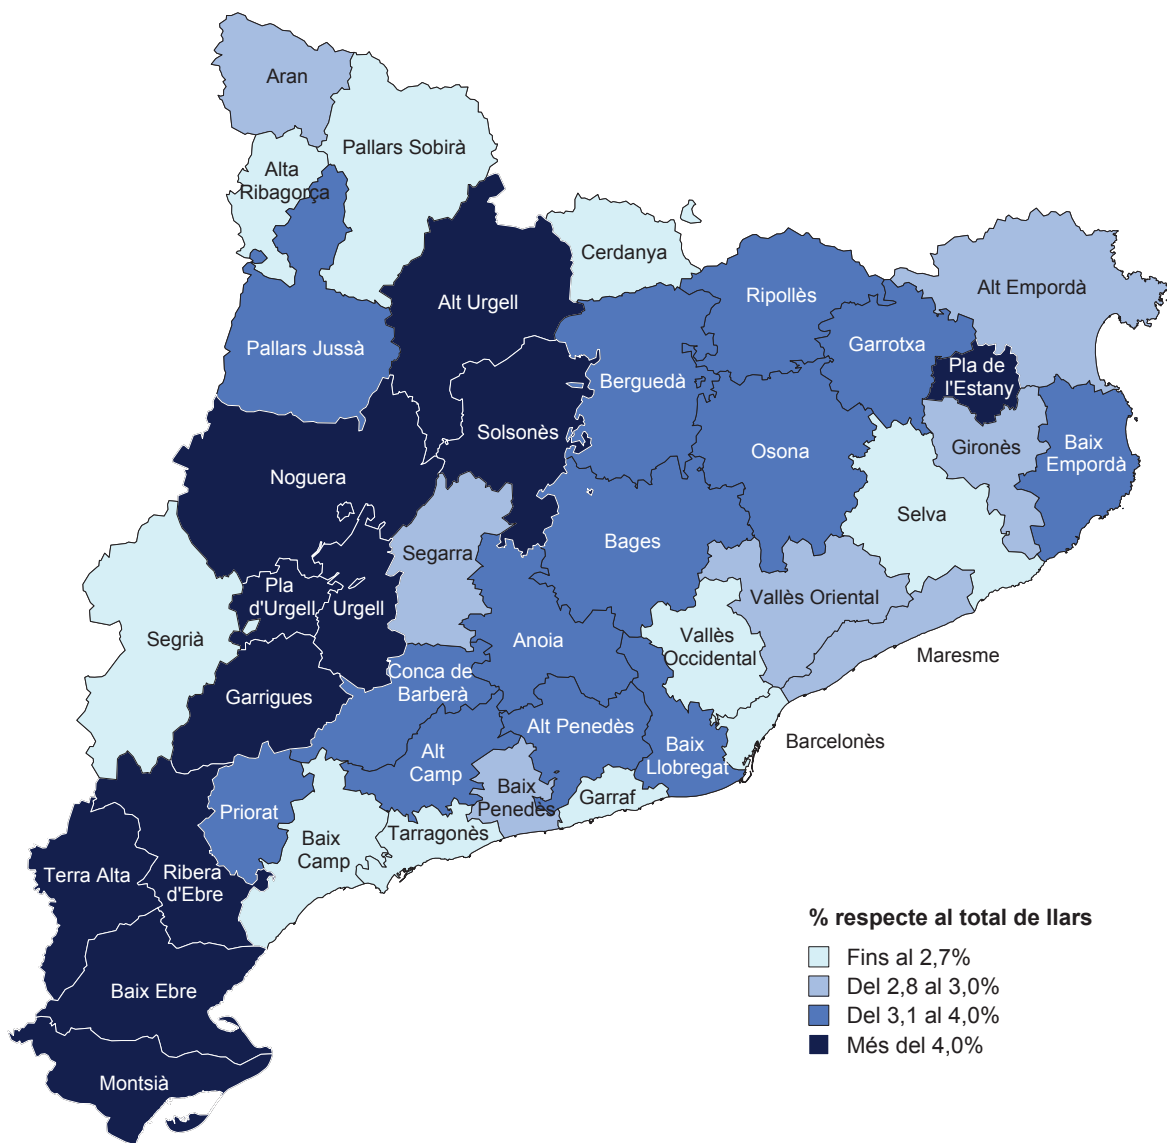 Aran
Pallars Sobirà
Alta
Ribagorça
Cerdanya
Alt Urgell
Ripollès
Alt Empordà
Pallars Jussà
Garrotxa
Pla de
l'Estany
Berguedà
Solsonès
Gironès
Baix
Empordà
Osona
Noguera
Selva
Segarra
Bages
Pla
d'Urgell
Urgell
Vallès Oriental
Segrià
Anoia
Vallès
Occidental
Maresme
Conca de
Barberà
Garrigues
Alt Penedès
Baix
Llobregat
Barcelonès
Alt
Camp
Baix
Penedès
Garraf
Priorat
Baix
Camp
Tarragonès
Terra Alta
Ribera
d'Ebre
Baix Ebre
Montsià
% respecte al total de llars
Fins al 2,7%
Del 2,8 al 3,0%
Del 3,1 al 4,0%
Més del 4,0%